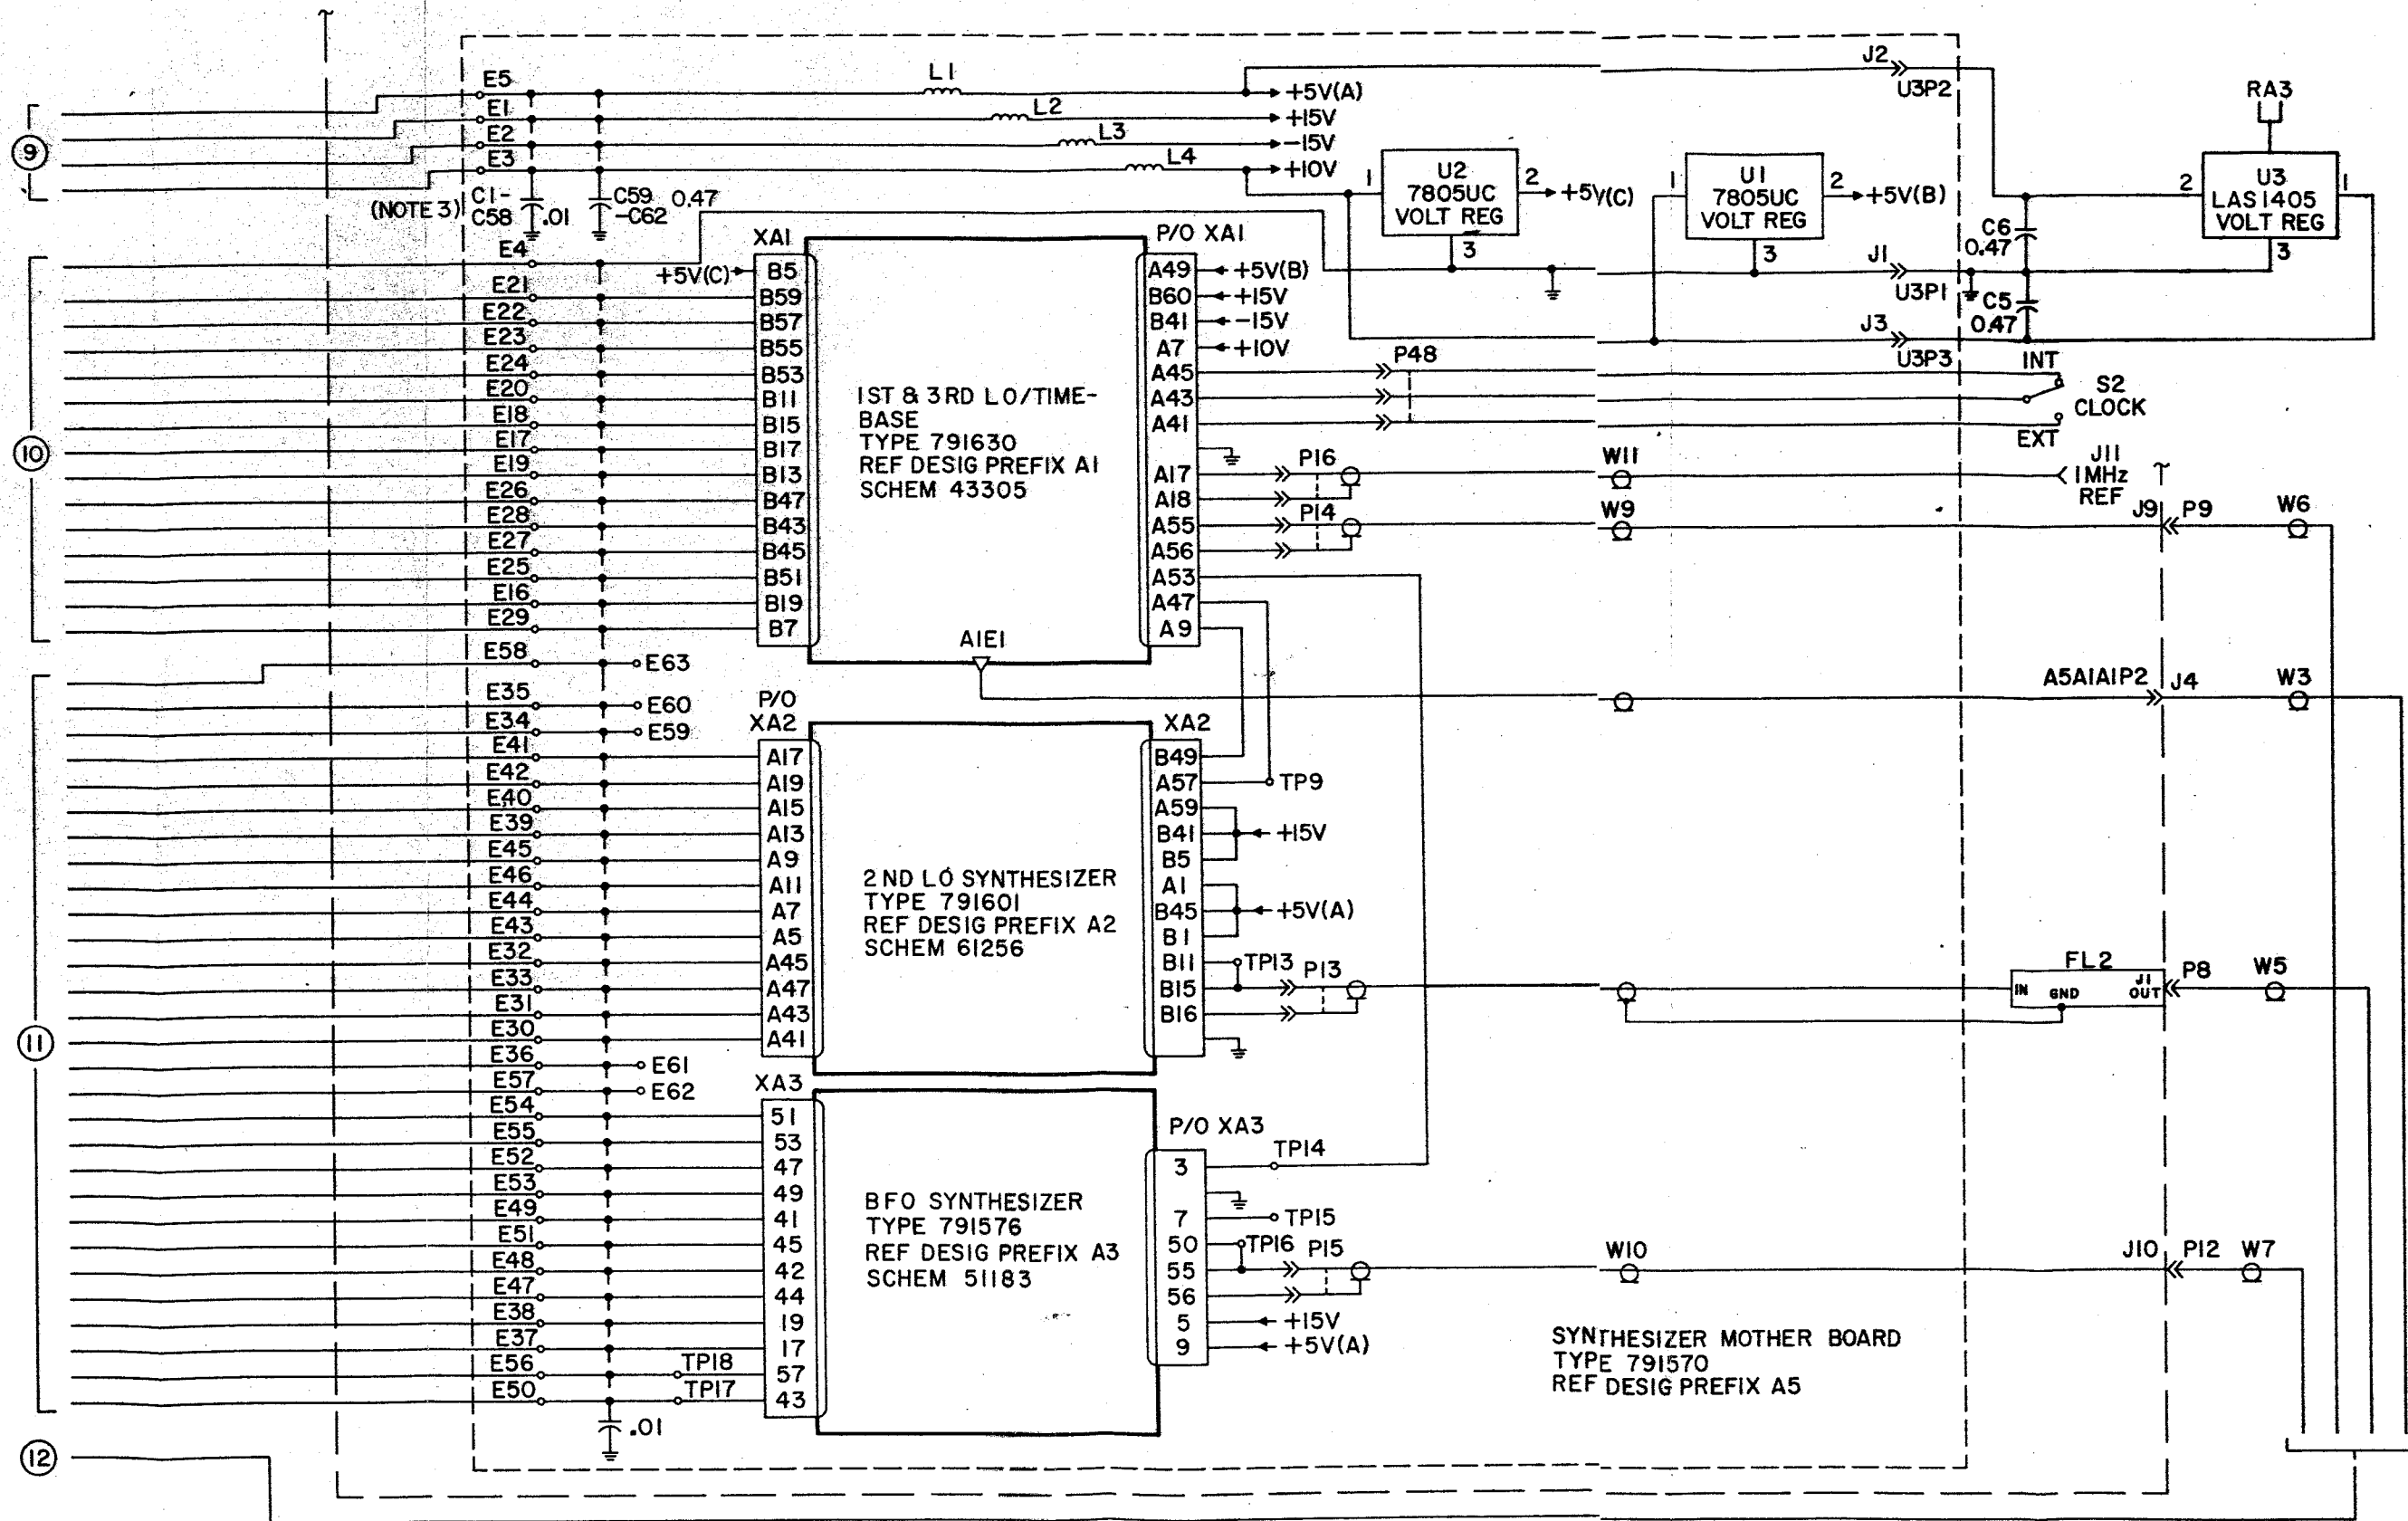 J2
E5
L1
+5V(A)
U3P2
RA3
E1
L2
+15V
E2
L3
-15V
9
E3
L4
+10V
U2
7805UC
VOLT REG
1
2
3
+5V(C)
U1
7805UC
VOLT REG
1
2
3
+5V(B)
U3
LAS1405
VOLT REG
2
1
3
(NOTE 3)
C1-
C58
.01
C59
-C62
0.47
C6
0.47
C5
0.47
J1
U3P1
J3
U3P3
10
E4
E21
E22
E23
E24
E20
E18
E17
E19
E26
E28
E27
E25
E16
E29
XA1
+5V(C)
B5
B59
B57
B55
B53
B11
B15
B17
B13
B47
B43
B45
B51
B19
B7
1ST & 3RD LO/TIME-
BASE
TYPE 791630
REF DESIG PREFIX A1
SCHEM 43305
A1E1
P/O XA1
A49 +5V(B)
B60 +15V
B41 -15V
A7 +10V
A45
A43
A41
A17
A18
A55
A56
A53
A47
A9
P48
INT
S2
CLOCK
EXT
P16
W11
J11
1MHz
REF
P14
W9
J9
P9
W6
A5A1A1P2
J4
W3
11
E58
E63
E35
E60
E34
E59
E41
E42
E40
E39
E45
E46
E44
E43
E32
E33
E31
E30
E36
E61
E57
E62
P/O
XA2
A17
A19
A15
A13
A9
A11
A7
A5
A45
A47
A43
A41
2ND LO SYNTHESIZER
TYPE 791601
REF DESIG PREFIX A2
SCHEM 61256
XA2
B49
A57
TP9
A59
B41
+15V
B5
A1
B45
+5V(A)
B1
B11
TP13
P13
B15
B16
FL2
IN
GND
J1
OUT
P8
W5
E54
E55
E52
E53
E49
E51
E48
E47
E38
E37
E56
E50
TP18
TP17
.01
XA3
51
53
47
49
41
45
42
44
19
17
57
43
BFO SYNTHESIZER
TYPE 791576
REF DESIG PREFIX A3
SCHEM 51183
P/O XA3
3
TP14
7
TP15
50
TP16
P15
55
56
5
+15V
9
+5V(A)
W10
J10
P12
W7
SYNTHESIZER MOTHER BOARD
TYPE 791570
REF DESIG PREFIX A5
12